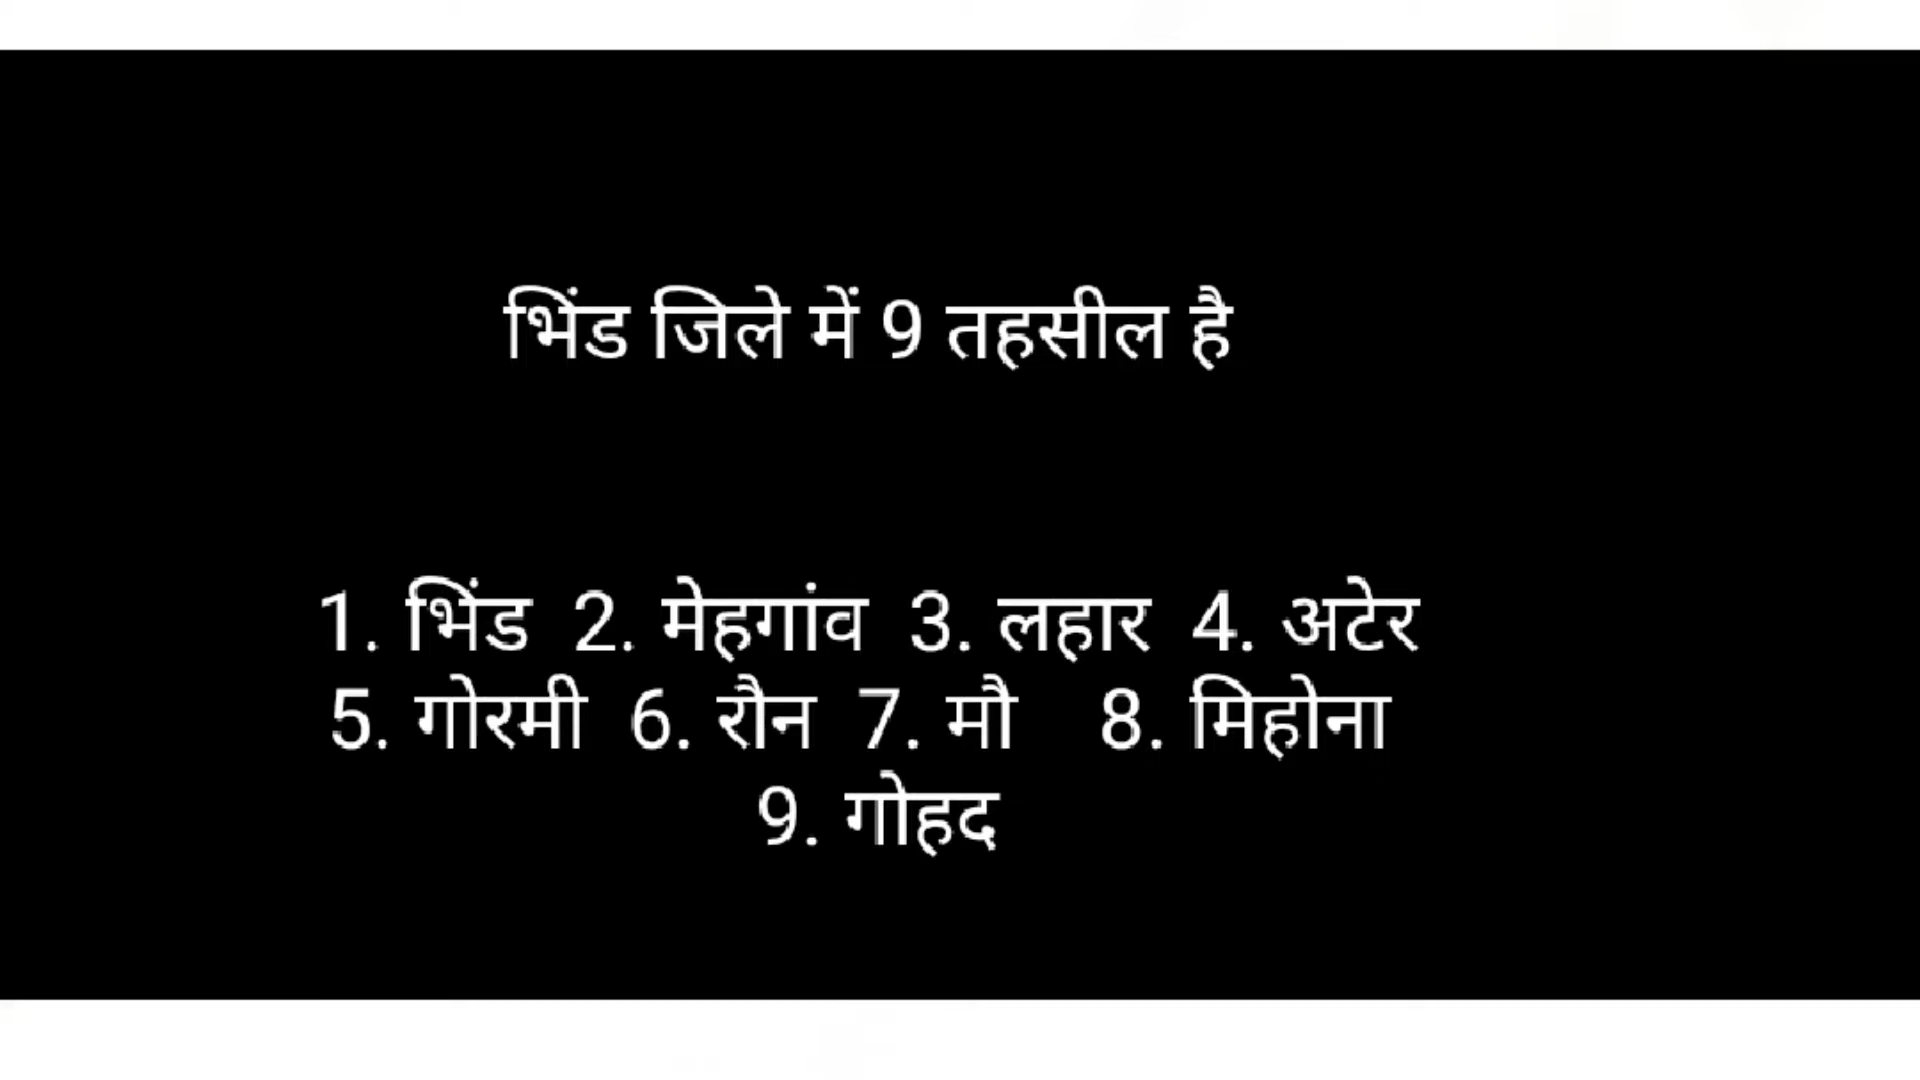 भिंड जिले में 9 तहसील है
1. भिंड 2. मेहगांव 3. लहार 4. अटेर
5. गोरमी 6. रौन 7. मौ 8. मिहोना
9. गोहद